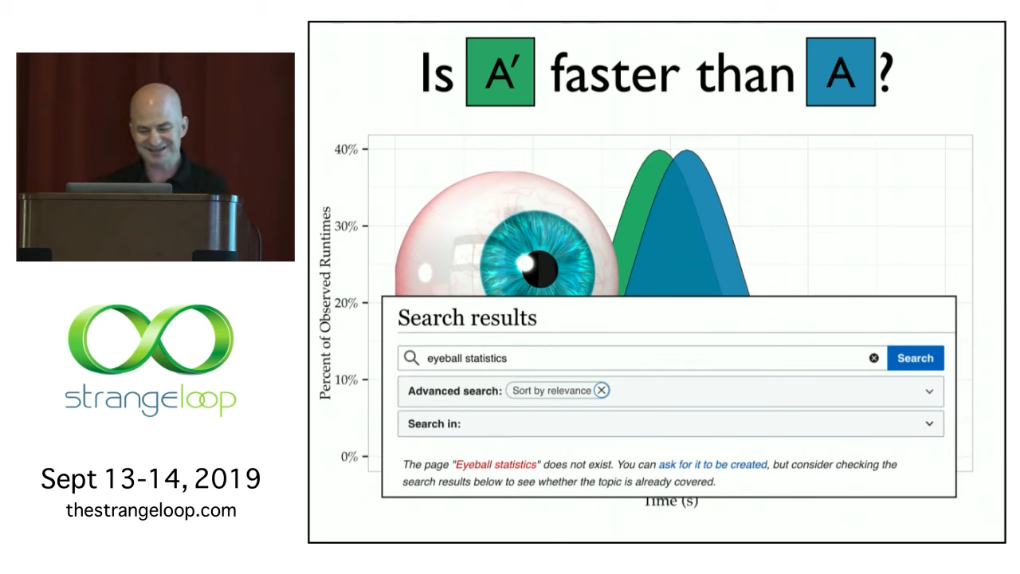 Is A′ faster than A?
40%
30%
20%
10%
0%
Percent of Observed Runtimes
Search results
eyeball statistics
Search
Advanced search: Sort by relevance
Search in:
The page "Eyeball statistics" does not exist. You can ask for it to be created, but consider checking the
search results below to see whether the topic is already covered.
Time (s)
strangeloop
Sept 13-14, 2019
thestrangeloop.com